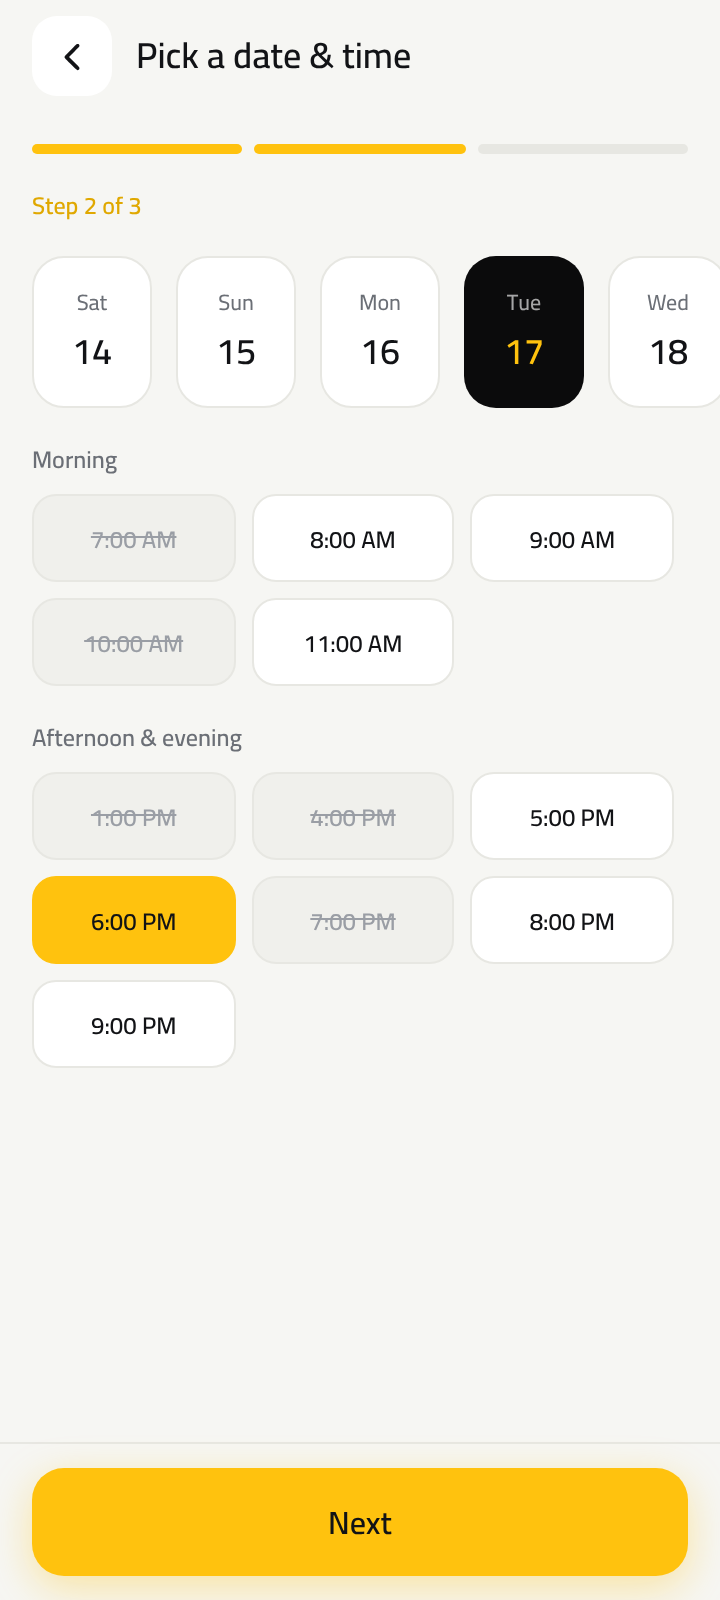 Pick a date & time
Step 2 of 3
Sat Sun Mon Tue Wed
14 15 16 17 18
Morning
7:00 AM 8:00 AM 9:00 AM
10:00 AM 11:00 AM
Afternoon & evening
1:00 PM 4:00 PM 5:00 PM
6:00 PM 7:00 PM 8:00 PM
9:00 PM
Next